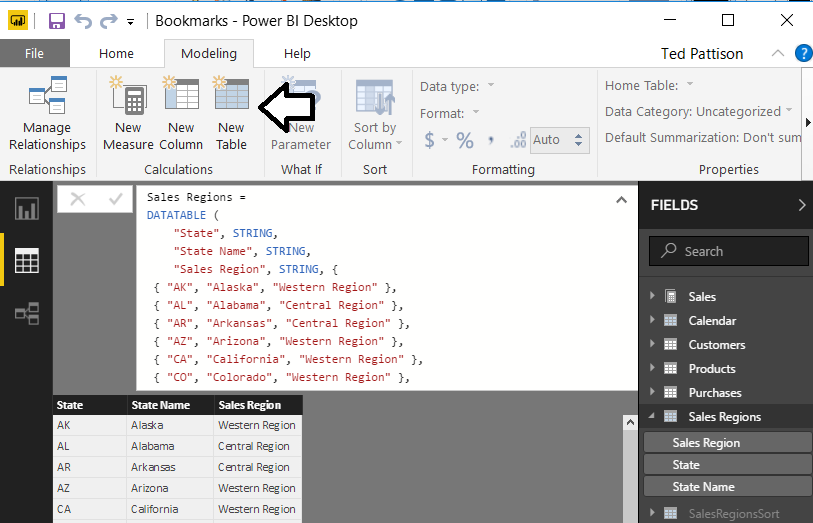 Bookmarks - Power BI Desktop
File Home Modeling Help Ted Pattison ?
Manage Relationships
New Measure
New Column
New Table
New Parameter
Sort by Column
Data type:
Format:
$ % , .00 Auto
Home Table:
Data Category: Uncategorized
Default Summarization: Don't sum
Relationships Calculations What If Sort Formatting Properties
Sales Regions =
DATATABLE (
"State", STRING,
"State Name", STRING,
"Sales Region", STRING, {
{ "AK", "Alaska", "Western Region" },
{ "AL", "Alabama", "Central Region" },
{ "AR", "Arkansas", "Central Region" },
{ "AZ", "Arizona", "Western Region" },
{ "CA", "California", "Western Region" },
{ "CO", "Colorado", "Western Region" },
State State Name Sales Region
AK Alaska Western Region
AL Alabama Central Region
AR Arkansas Central Region
AZ Arizona Western Region
CA California Western Region
FIELDS
Search
Sales
Calendar
Customers
Products
Purchases
Sales Regions
Sales Region
State
State Name
SalesRegionsSort